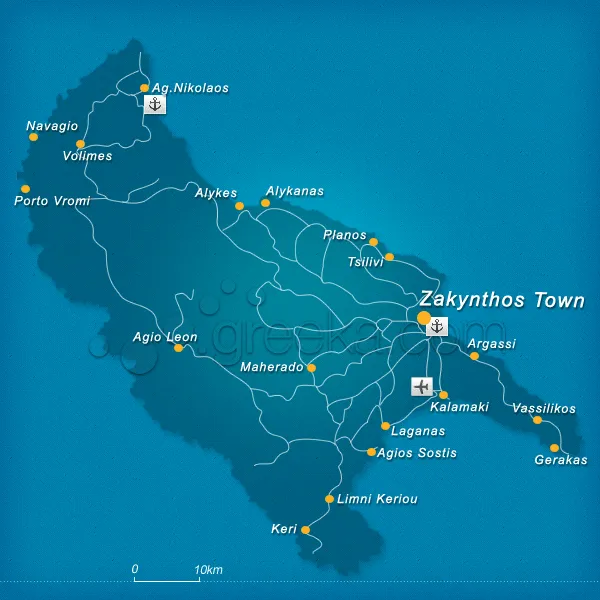 Ag.Nikolaos
Navagio
Volimes
Porto Vromi
Alykes
Alykanas
Planos
Tsilivi
Zakynthos Town
greeka.com
Agio Leon
Argassi
Maherado
Kalamaki
Vassilikos
Laganas
Agios Sostis
Gerakas
Limni Keriou
Keri
0 10km